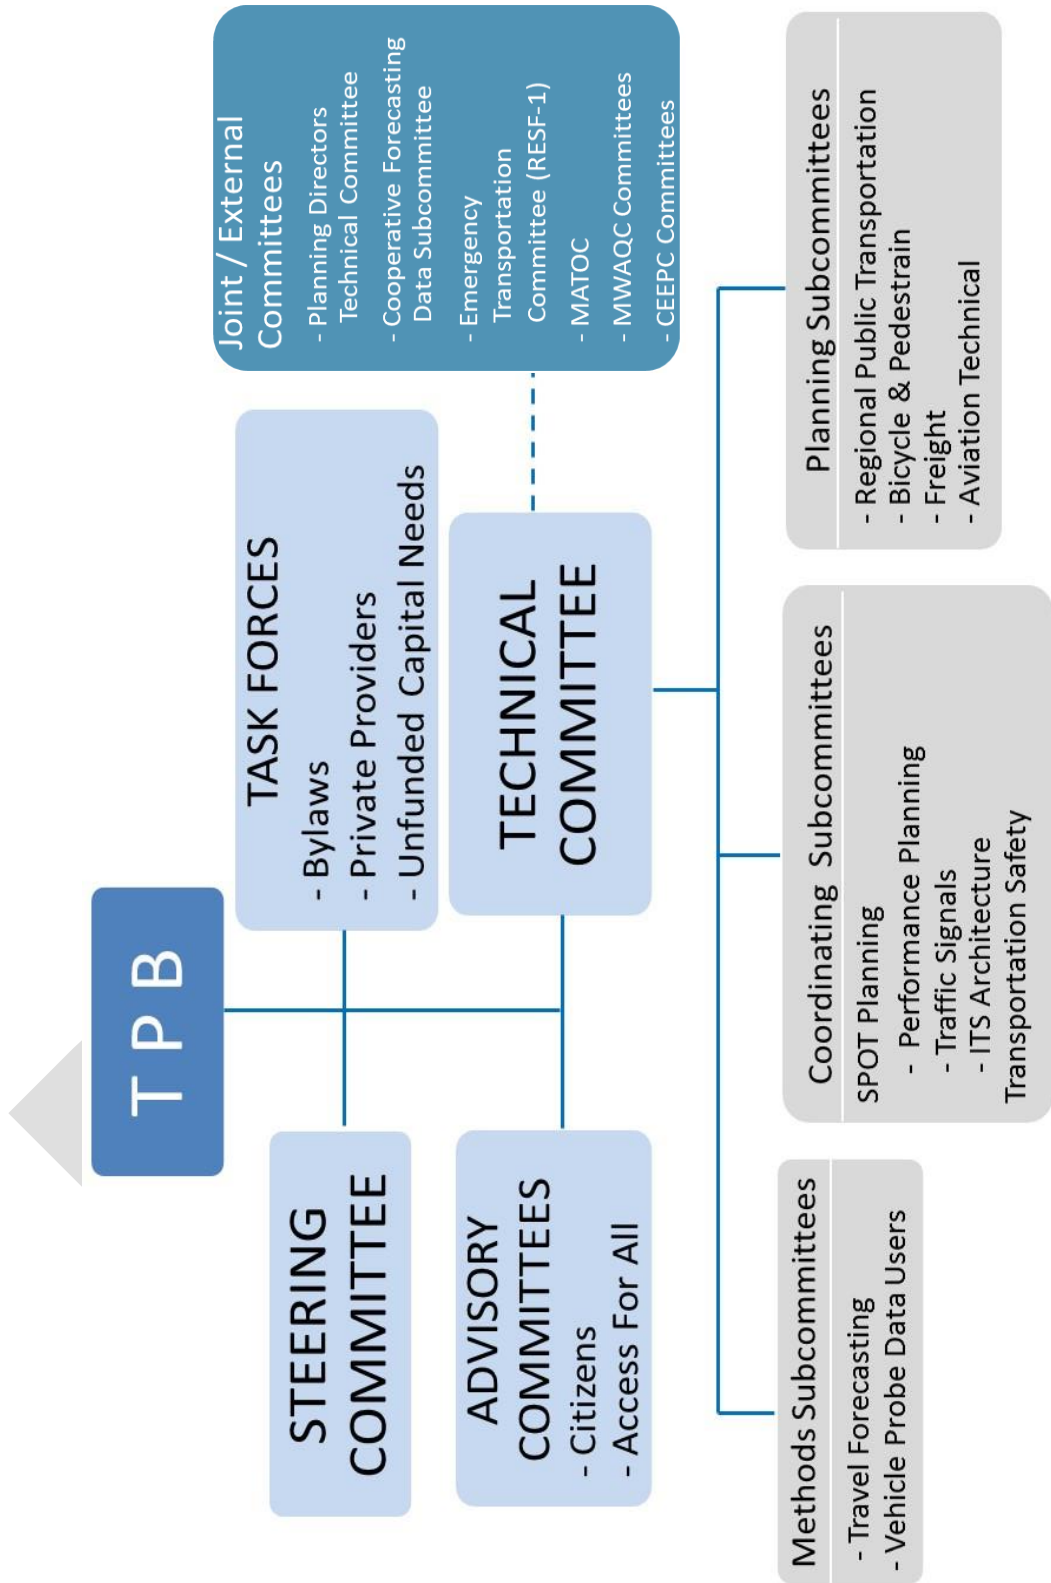 T P B
STEERING
COMMITTEE
TASK FORCES
- Bylaws
- Private Providers
- Unfunded Capital Needs
ADVISORY
COMMITTEES
- Citizens
- Access For All
TECHNICAL
COMMITTEE
Joint / External
Committees
- Planning Directors
Technical Committee
- Cooperative Forecasting
Data Subcommittee
- Emergency
Transportation
Committee (RESF-1)
- MATOC
- MWAQC Committees
- CEEPC Committees
Methods Subcommittees
- Travel Forecasting
- Vehicle Probe Data Users
Coordinating Subcommittees
SPOT Planning
- Performance Planning
- Traffic Signals
- ITS Architecture
Transportation Safety
Planning Subcommittees
- Regional Public Transportation
- Bicycle & Pedestrain
- Freight
- Aviation Technical